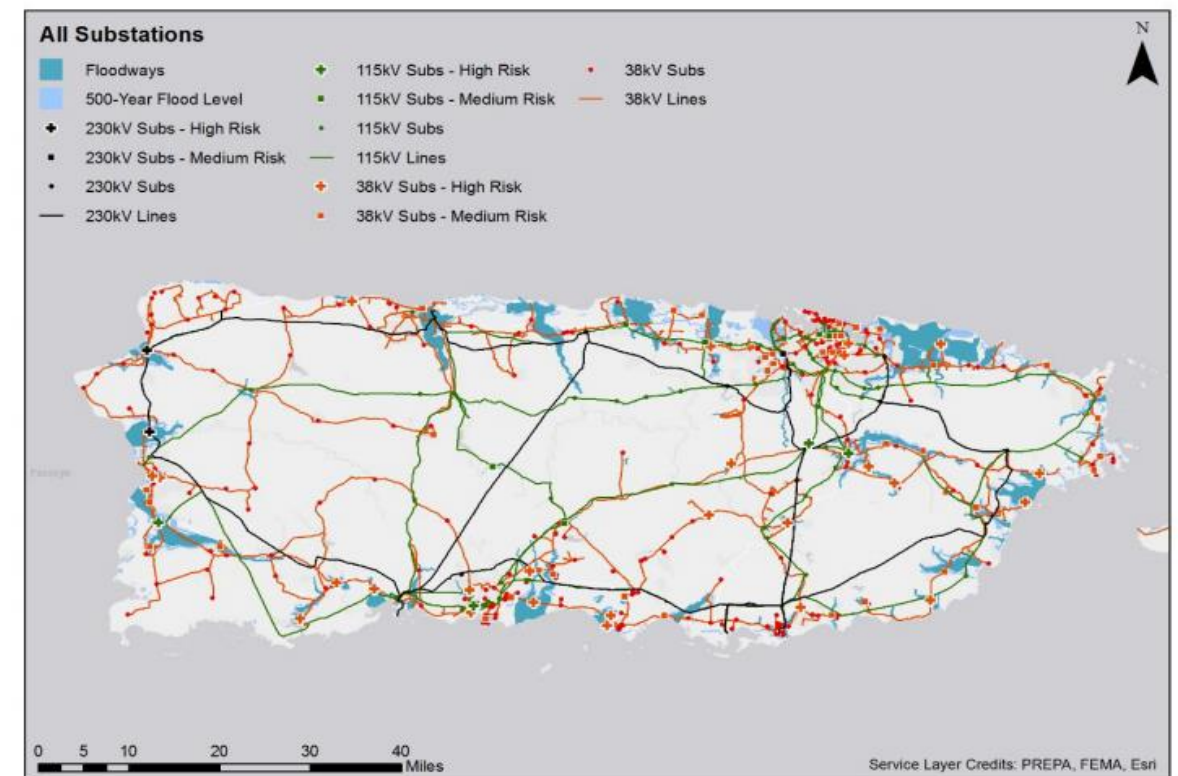 All Substations
N
Floodways
500-Year Flood Level
230kV Subs - High Risk
230kV Subs - Medium Risk
230kV Subs
230kV Lines
115kV Subs - High Risk
115kV Subs - Medium Risk
115kV Subs
115kV Lines
38kV Subs - High Risk
38kV Subs - Medium Risk
38kV Subs
38kV Lines
0 5 10 20 30 40
Miles
Service Layer Credits: PREPA, FEMA, Esri